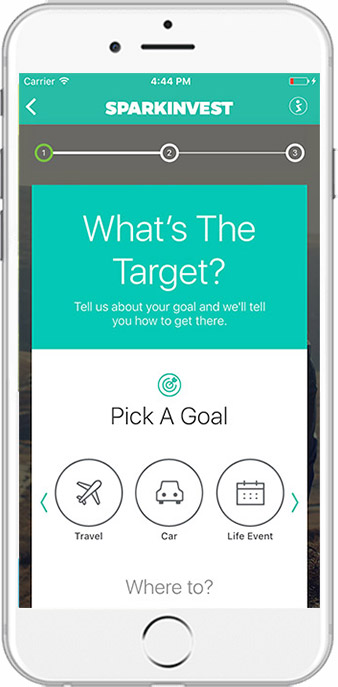 Carrier 4:44 PM
SPARKINVEST
1 2 3
What's The
Target?
Tell us about your goal and we'll tell
you how to get there.
Pick A Goal
Travel Car Life Event
Where to?